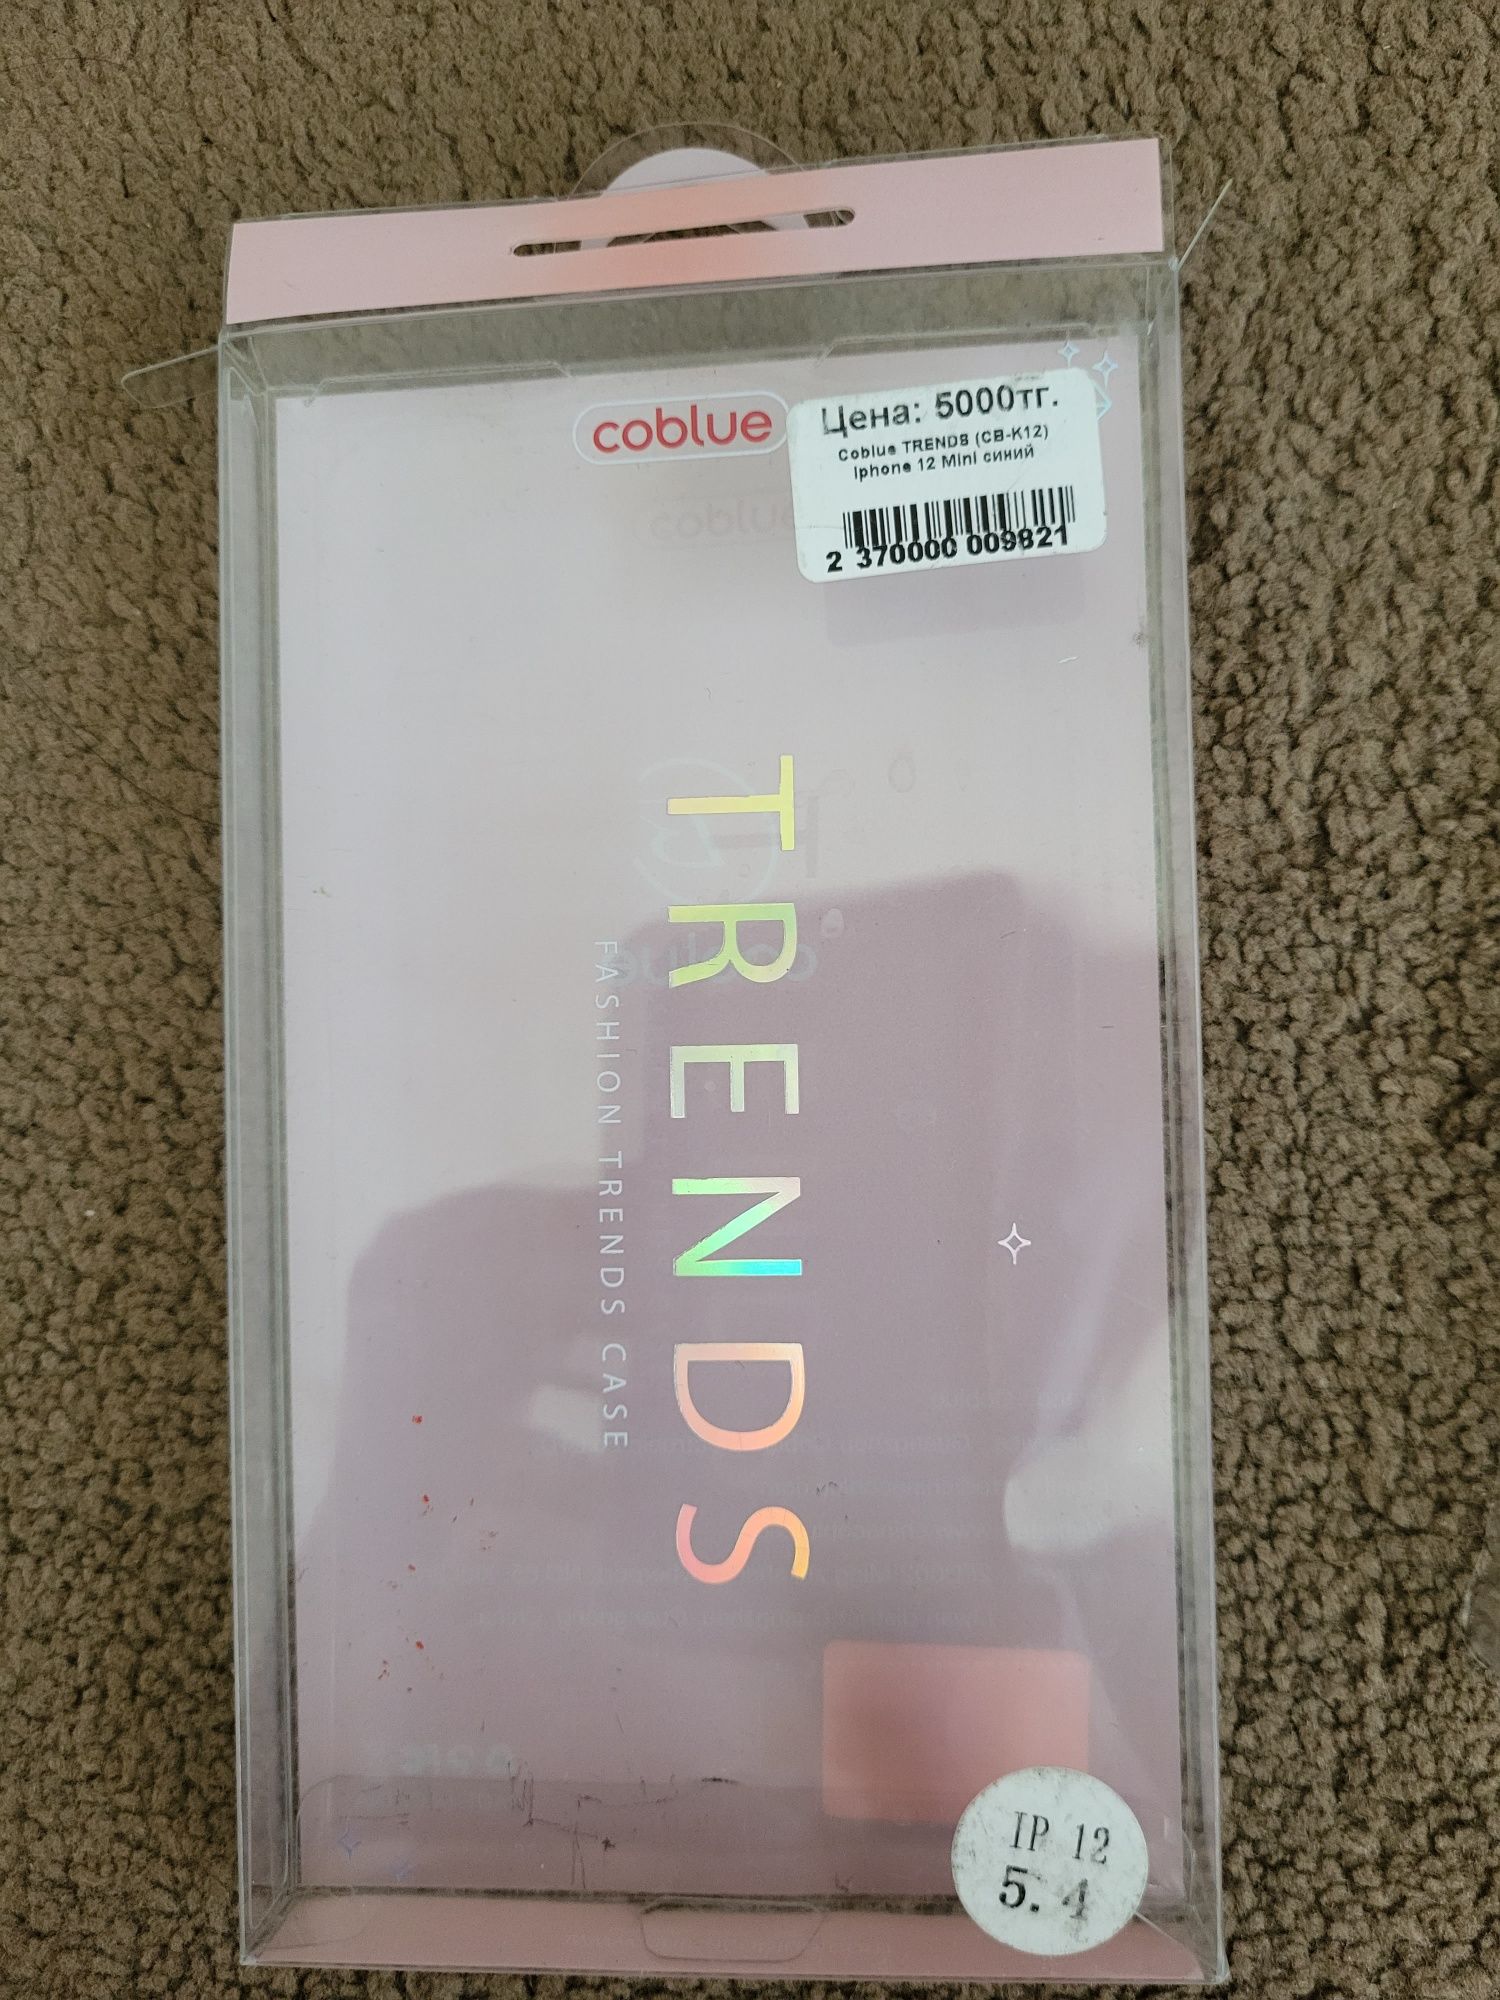 coblue
Цена: 5000тг.
Coblue TRENDS (CB-K12)
Iphone 12 Mini синий
2 370000 009821
TRENDS
FASHION TRENDS CASE
IP 12
5.4